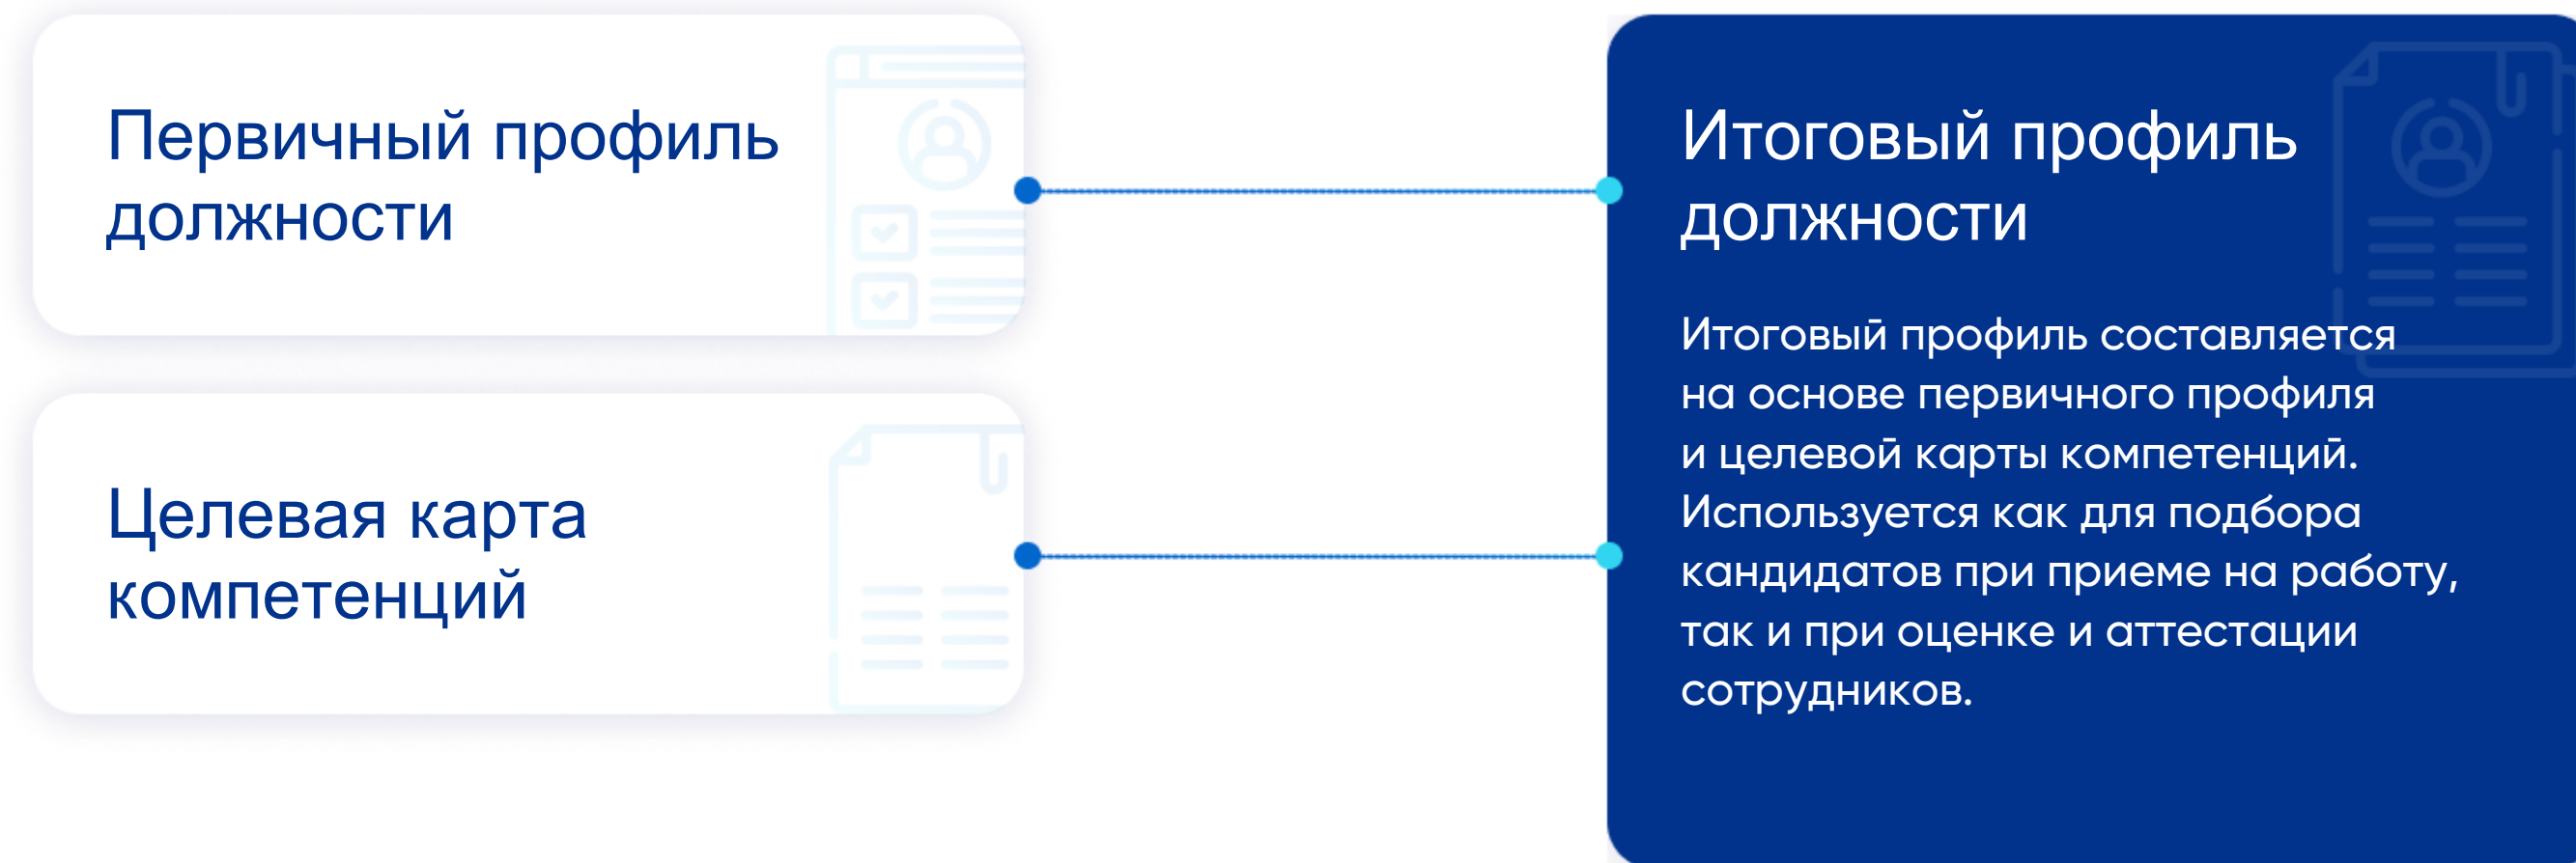 Первичный профиль
должности
Целевая карта
компетенций
Итоговый профиль
должности
Итоговый профиль составляется
на основе первичного профиля
и целевой карты компетенций.
Используется как для подбора
кандидатов при приеме на работу,
так и при оценке и аттестации
сотрудников.